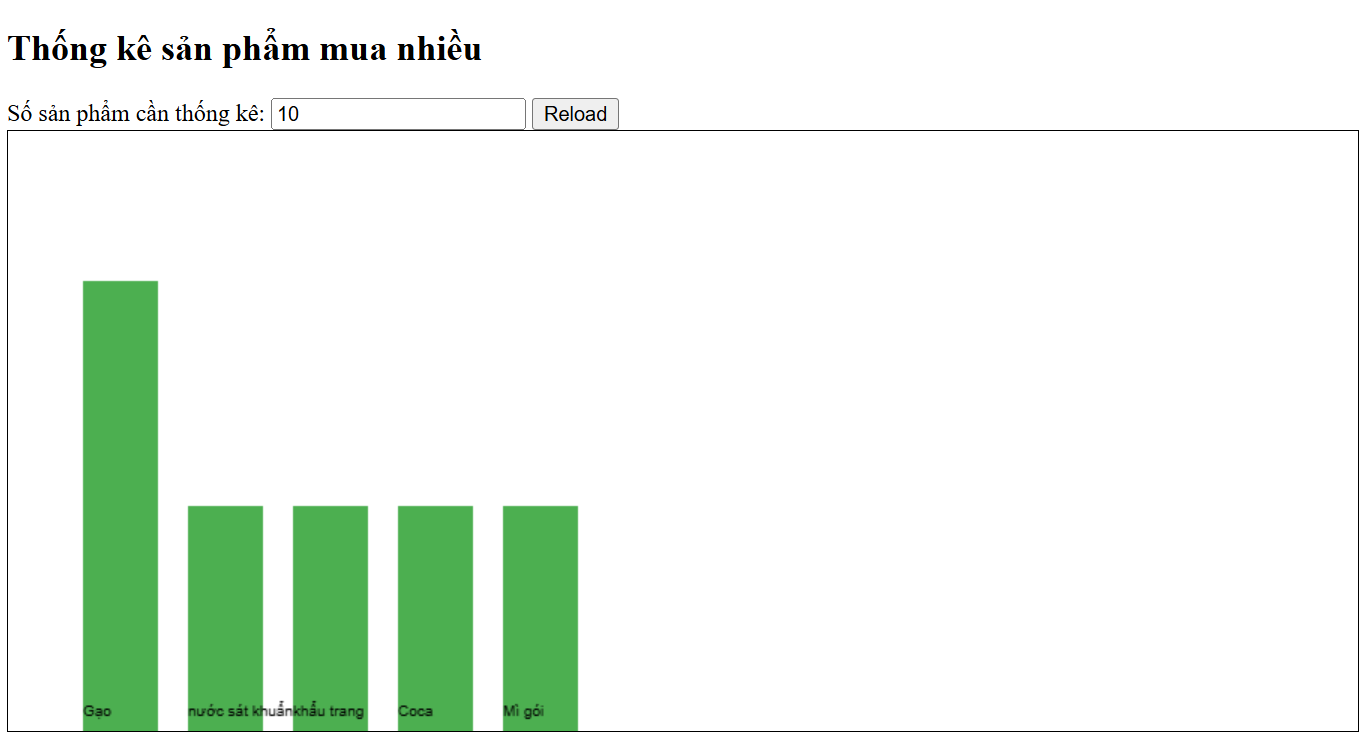 Thống kê sản phẩm mua nhiều
Số sản phẩm cần thống kê: 10 Reload
Gạo nước sát khuẩn khẩu trang Coca Mì gói